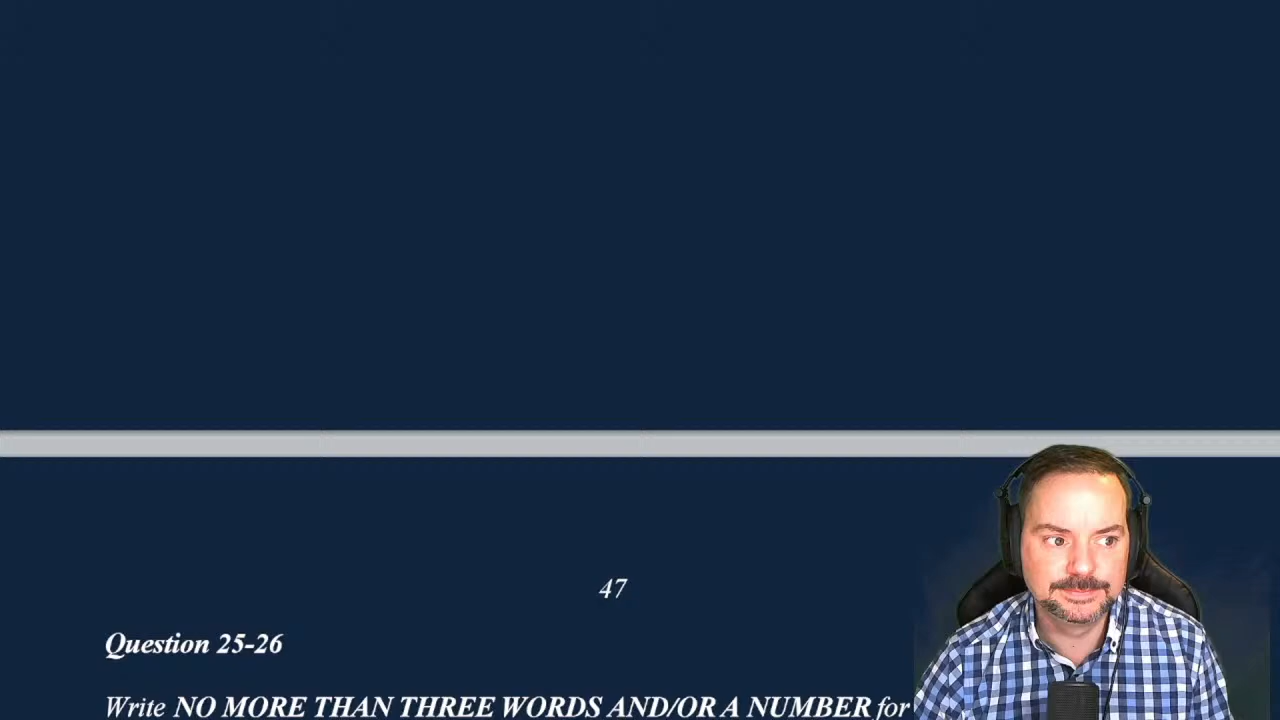 47
Question 25-26
Write NO MORE THAN THREE WORDS AND/OR A NUMBER for